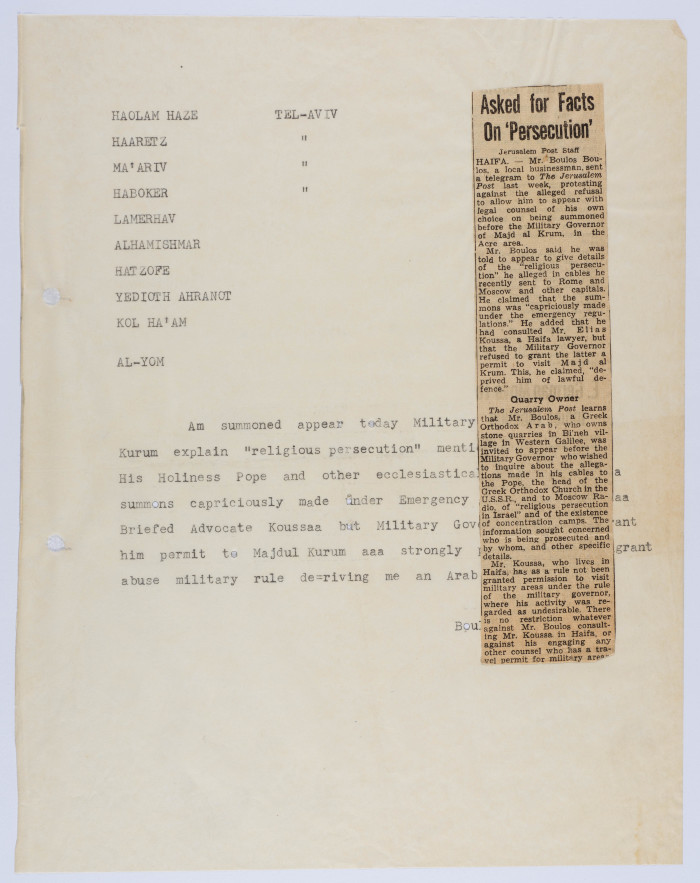 HAOLAM HAZE TEL-AVIV
HAARETZ "
MA'ARIV "
HABOKER "
LAMERHAV
ALHAMISHMAR
HATZOFE
YEDIOTH AHRANOT
KOL HA'AM
AL-YOM
Am summoned appear today Military
Kurum explain "religious persecution" menti
His Holiness Pope and other ecclesiastica a
summons capriciously made Under Emergency aa
Briefed Advocate Koussaa but Military Gov ant
him permit to Majdul Kurum aaa strongly grant
abuse military rule de=riving me an Arab
Bou
Asked for Facts
On 'Persecution'
Jerusalem Post Staff
HAIFA. — Mr. Boulos Bou-
los, a local businessman, sent
a telegram to The Jerusalem
Post last week, protesting
against the alleged refusal
to allow him to appear with
legal counsel of his own
choice on being summoned
before the Military Governor
of Majd al Krum, in the
Acre area.
Mr. Boulos said he was
told to appear to give details
of the "religious persecu-
tion" he alleged in cables he
recently sent to Rome and
Moscow and other capitals.
He claimed that the sum-
mons was "capriciously made
under the emergency regu-
lations." He added that he
had consulted Mr. Elias
Koussa, a Haifa lawyer, but
that the Military Governor
refused to grant the latter a
permit to visit Majd al
Krum. This, he claimed, "de-
prived him of lawful de-
fence."
Quarry Owner
The Jerusalem Post learns
that Mr. Boulos, a Greek
Orthodox Arab, who owns
stone quarries in Bi'neh vil-
lage in Western Galilee, was
invited to appear before the
Military Governor who wished
to inquire about the allega-
tions made in his cables to
the Pope, the head of the
Greek Orthodox Church in the
U.S.S.R., and to Moscow Ra-
dio, of "religious persecution
in Israel" and of the existence
of concentration camps. The
information sought concerned
who is being prosecuted and
by whom, and other specific
details.
Mr. Koussa, who lives in
Haifa, has as a rule not been
granted permission to visit
military areas under the rule
of the military governor,
where his activity was re-
garded as undesirable. There
is no restriction whatever
against Mr. Boulos consult-
ing Mr. Koussa in Haifa, or
against his engaging any
other counsel who has a tra-
vel permit for military areas